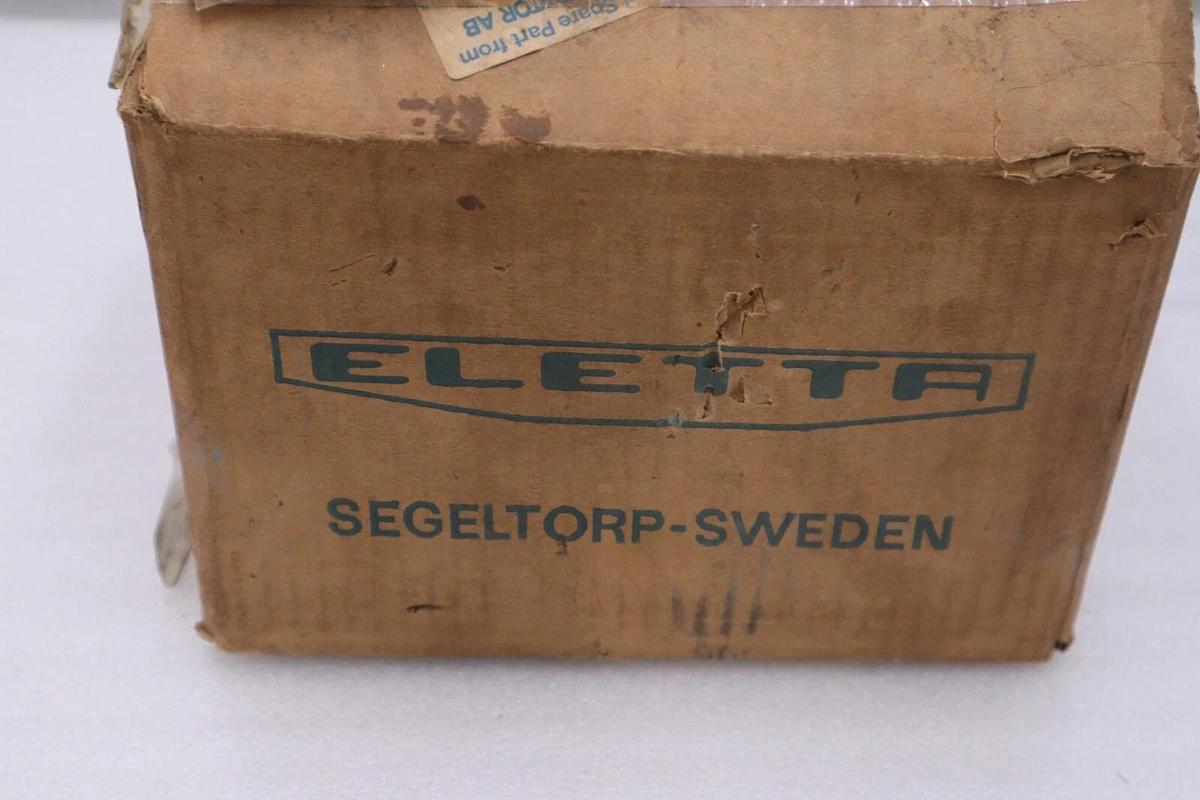 Spare Part from
TOR AB
ELETTA
SEGELTORP-SWEDEN